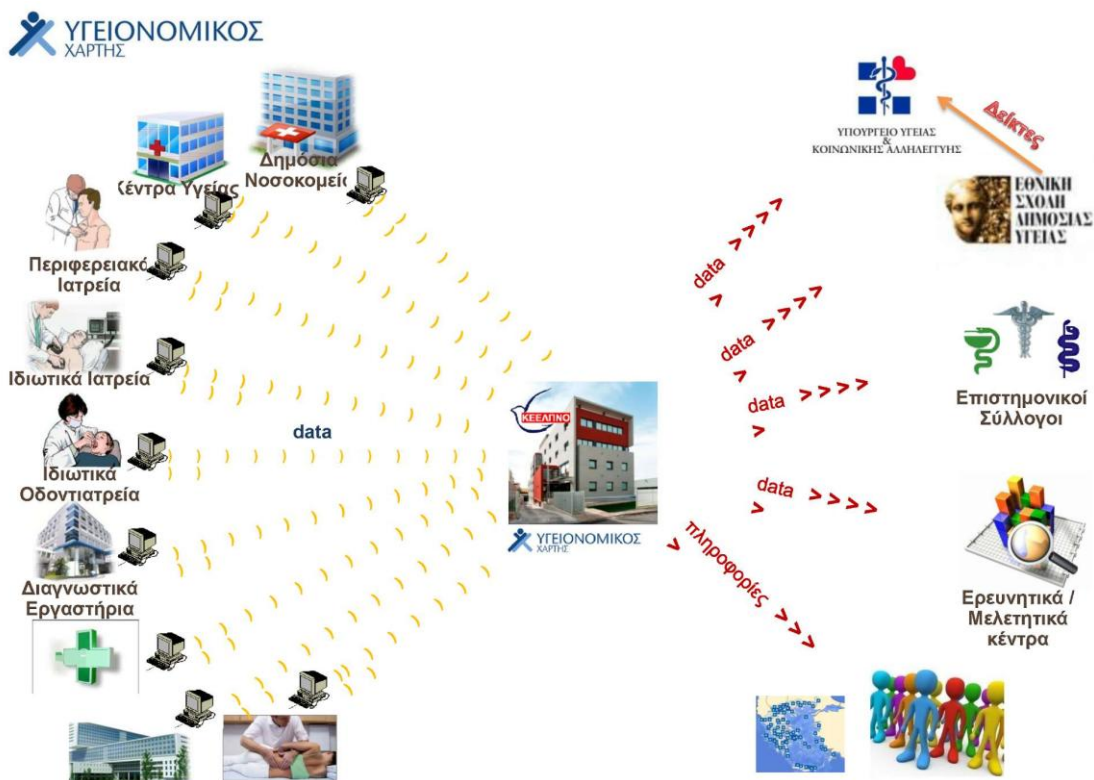 ΥΓΕΙΟΝΟΜΙΚΟΣ
ΧΑΡΤΗΣ
Δημόσια
Νοσοκομεία
Κέντρα Υγείας
Περιφερειακά
Ιατρεία
Ιδιωτικά Ιατρεία
Ιδιωτικά
Οδοντιατρεία
Διαγνωστικά
Εργαστήρια
data
ΚΕΕΛΠΝΟ
ΥΓΕΙΟΝΟΜΙΚΟΣ
ΧΑΡΤΗΣ
data
data
data
data
πληροφορίες
ΥΠΟΥΡΓΕΙΟ ΥΓΕΙΑΣ
&
ΚΟΙΝΩΝΙΚΗΣ ΑΛΛΗΛΕΓΓΥΗΣ
Δείκτες
ΕΘΝΙΚΗ
ΣΧΟΛΗ
ΔΗΜΟΣΙΑΣ
ΥΓΕΙΑΣ
Επιστημονικοί
Σύλλογοι
Ερευνητικά /
Μελετητικά
κέντρα